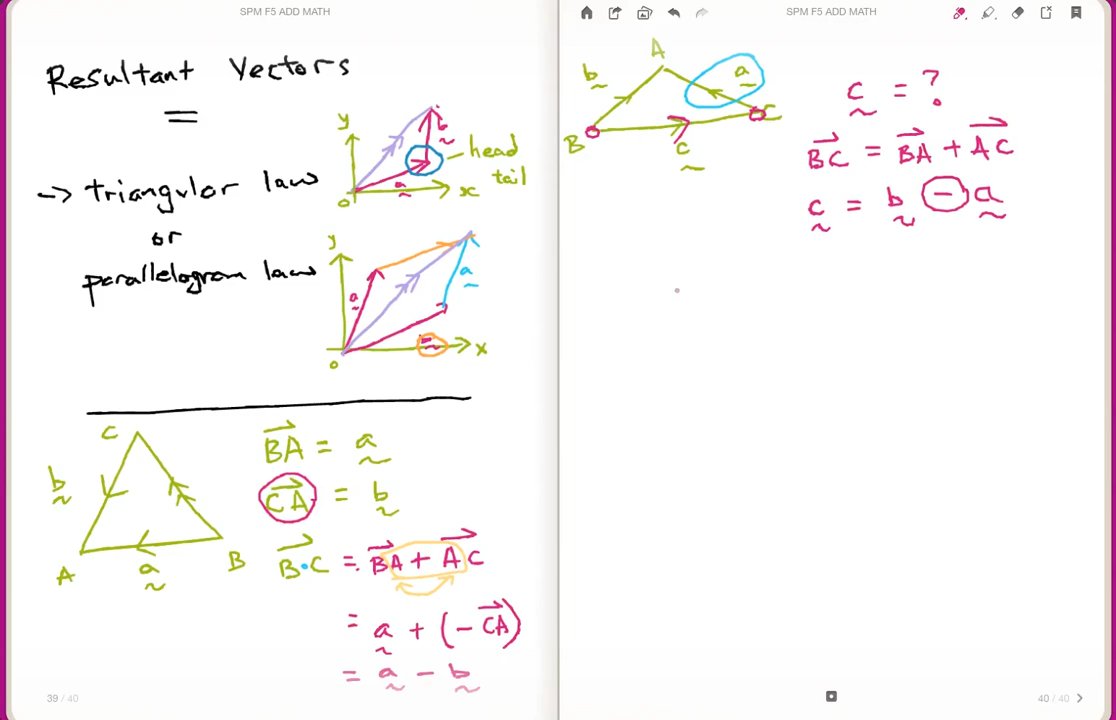 SPM F5 ADD MATH
Resultant Vectors
=
y
b
~
head
tail
a
~
x
o
→ triangular law
or
parallelogram law
y
a
~
a
~
x
o
C
b
~
A
a
~
B
BA = a
~
CA = b
~
B·C = BA + AC
= a + (-CA)
~
= a - b
~ ~
39 / 40
SPM F5 ADD MATH
A
b
~
a
~
B
C
c
~
c = ?
~
BC = BA + AC
c = b - a
~ ~ ~
40 / 40